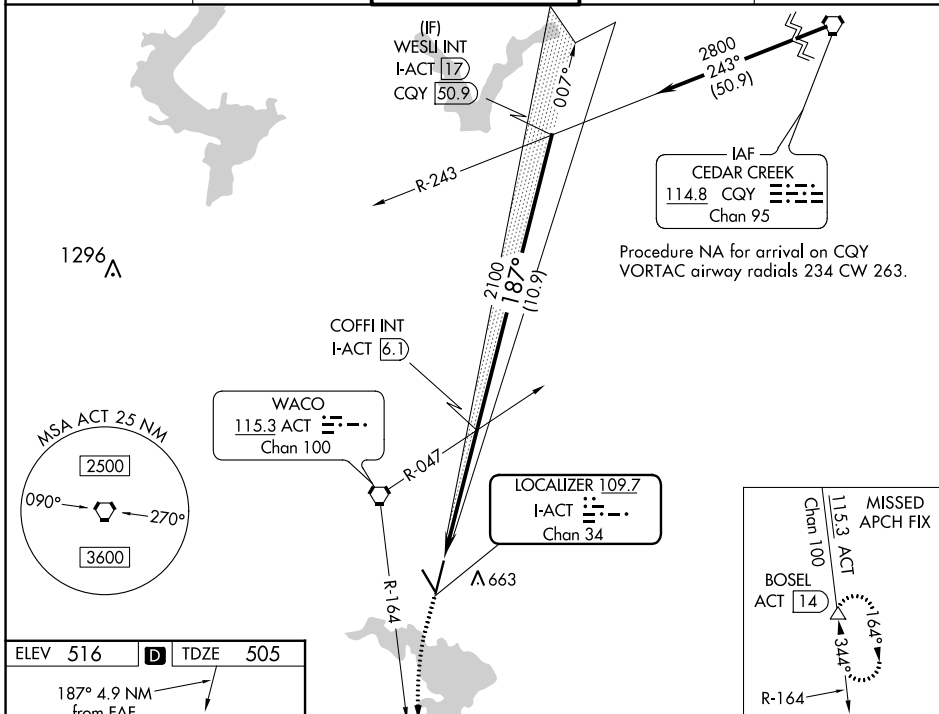 (IF)
WESLI INT
I-ACT 17
CQY 50.9
007°
2800
243°
(50.9)
R-243
IAF
CEDAR CREEK
114.8 CQY
Chan 95
Procedure NA for arrival on CQY
VORTAC airway radials 234 CW 263.
1296
2100
187°
(10.9)
COFFI INT
I-ACT 6.1
WACO
115.3 ACT
Chan 100
R-047
MSA ACT 25 NM
2500
090°
270°
3600
LOCALIZER 109.7
I-ACT
Chan 34
663
R-164
MISSED
APCH FIX
115.3 ACT
Chan 100
BOSEL
ACT 14
164°
344°
R-164
ELEV 516 D TDZE 505
187° 4.9 NM
from FAF